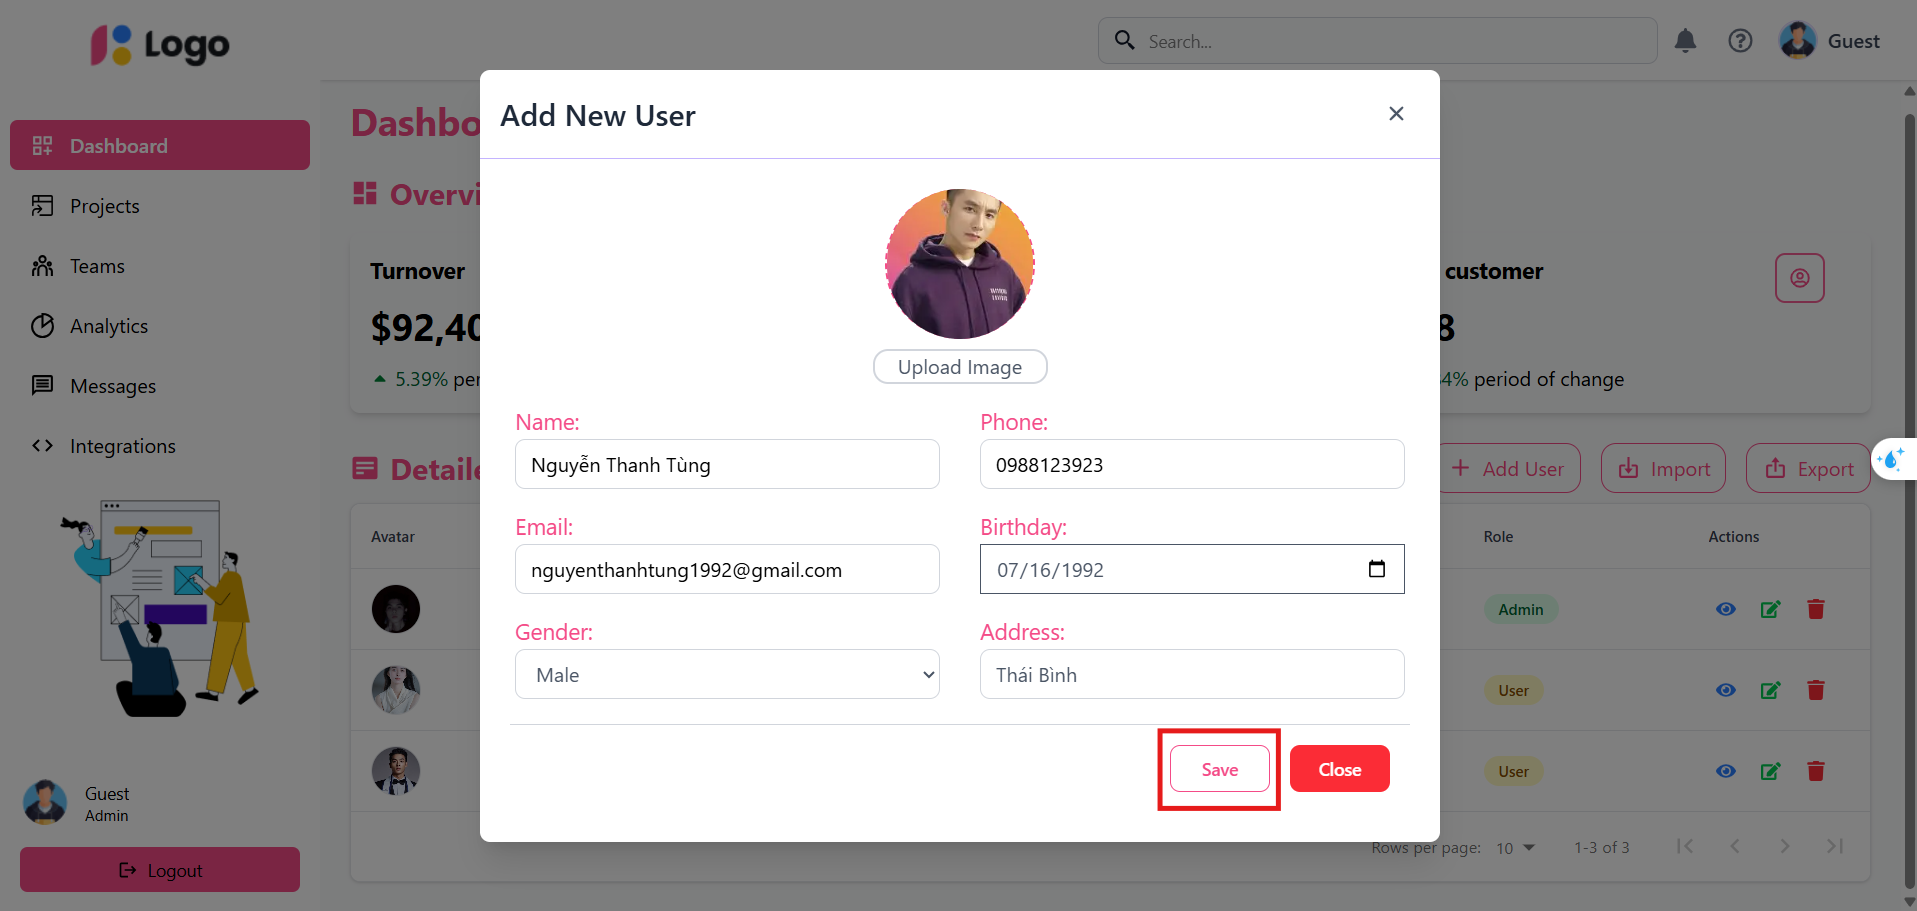 Logo
Search...
Guest
Dashboard
Projects
Teams
Analytics
Messages
Integrations
Guest
Admin
Logout
Dashbo
Overvi
Turnover
$92,40
5.39% per
customer
8
4% period of change
Detaile
Add User
Import
Export
Avatar
Role
Actions
Admin
User
User
Rows per page: 10
1-3 of 3
Add New User
Upload Image
Name:
Nguyễn Thanh Tùng
Phone:
0988123923
Email:
nguyenthanhtung1992@gmail.com
Birthday:
07/16/1992
Gender:
Male
Address:
Thái Bình
Save
Close